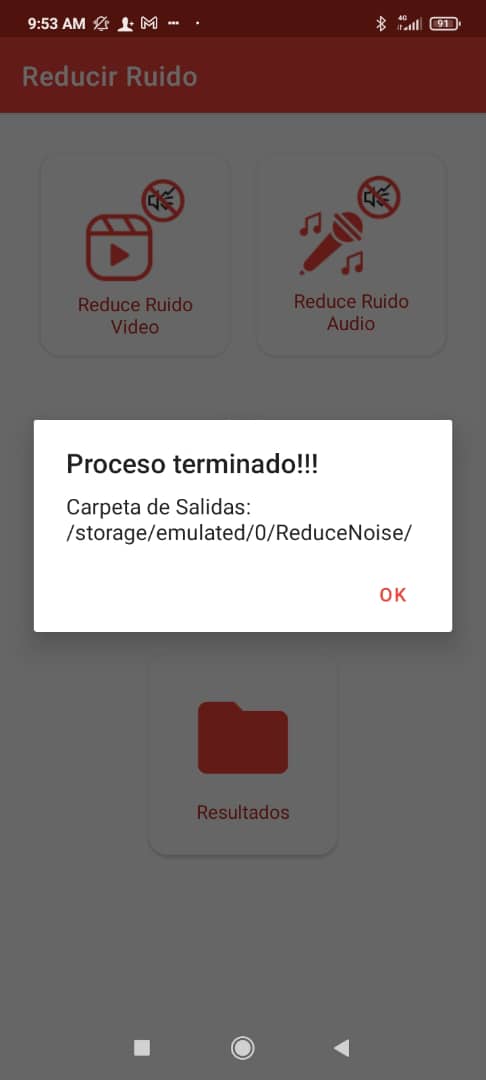 9:53 AM
4G
91
Reducir Ruido
Reduce Ruido
Video
Reduce Ruido
Audio
Proceso terminado!!!
Carpeta de Salidas:
/storage/emulated/0/ReduceNoise/
OK
Resultados